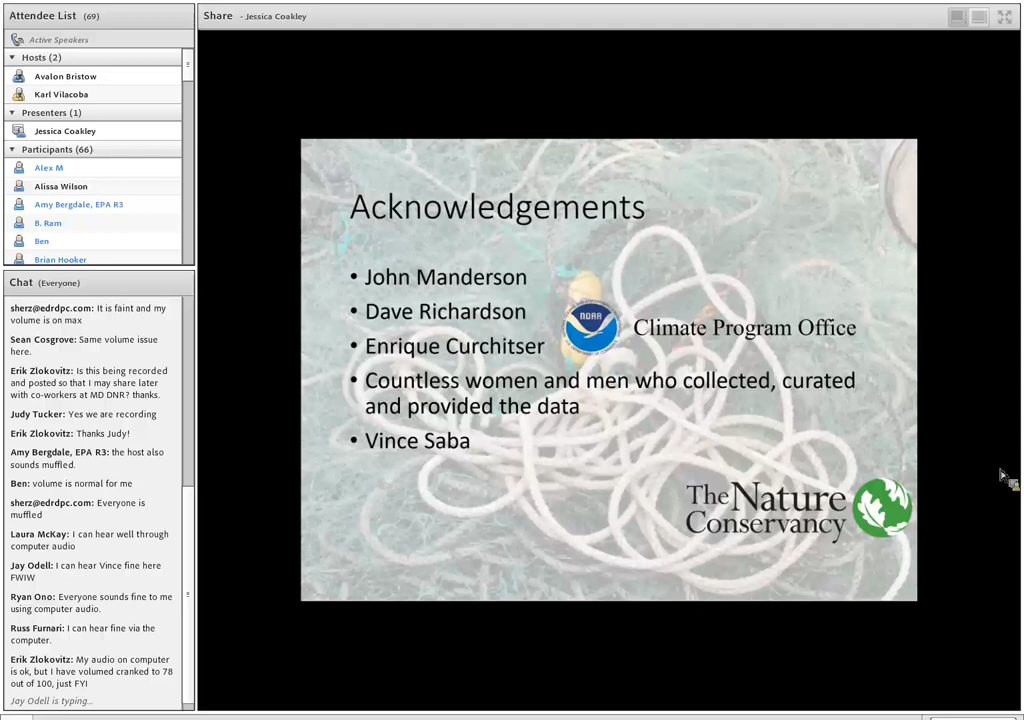 Attendee List (69)
Active Speakers
Hosts (2)
Avalon Bristow
Karl Vilacoba
Presenters (1)
Jessica Coakley
Participants (66)
Alex M
Alissa Wilson
Amy Bergdale, EPA R3
B. Ram
Ben
Brian Hooker
Chat (Everyone)
sherz@edrdpc.com: It is faint and my
volume is on max
Sean Cosgrove: Same volume issue
here.
Erik Zlokovitz: Is this being recorded
and posted so that I may share later
with co-workers at MD DNR? thanks.
Judy Tucker: Yes we are recording
Erik Zlokovitz: Thanks Judy!
Amy Bergdale, EPA R3: the host also
sounds muffled.
Ben: volume is normal for me
sherz@edrdpc.com: Everyone is
muffled
Laura McKay: I can hear well through
computer audio
Jay Odell: I can hear Vince fine here
FWIW
Ryan Ono: Everyone sounds fine to me
using computer audio.
Russ Furnari: I can hear fine via the
computer.
Erik Zlokovitz: My audio on computer
is ok, but I have volumed cranked to 78
out of 100, just FYI
Jay Odell is typing...
Share - Jessica Coakley
Acknowledgements
• John Manderson
• Dave Richardson
• Enrique Curchitser
• Countless women and men who collected, curated
and provided the data
• Vince Saba
NOAA
Climate Program Office
The Nature
Conservancy